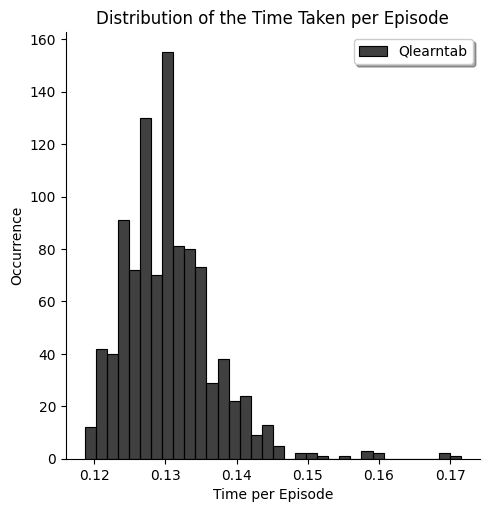 Distribution of the Time Taken per Episode
Qlearntab
160
140
120
100
80
60
40
20
0
Occurrence
0.12 0.13 0.14 0.15 0.16 0.17
Time per Episode